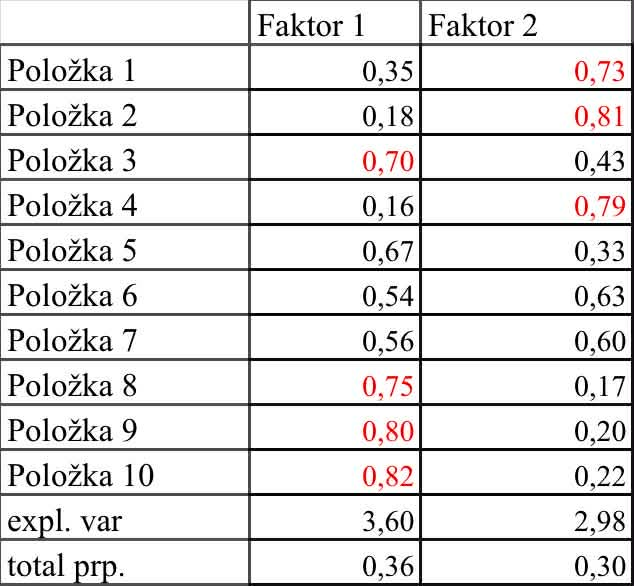 Faktor 1 Faktor 2
Položka 1 0,35 0,73
Položka 2 0,18 0,81
Položka 3 0,70 0,43
Položka 4 0,16 0,79
Položka 5 0,67 0,33
Položka 6 0,54 0,63
Položka 7 0,56 0,60
Položka 8 0,75 0,17
Položka 9 0,80 0,20
Položka 10 0,82 0,22
expl. var 3,60 2,98
total prp. 0,36 0,30